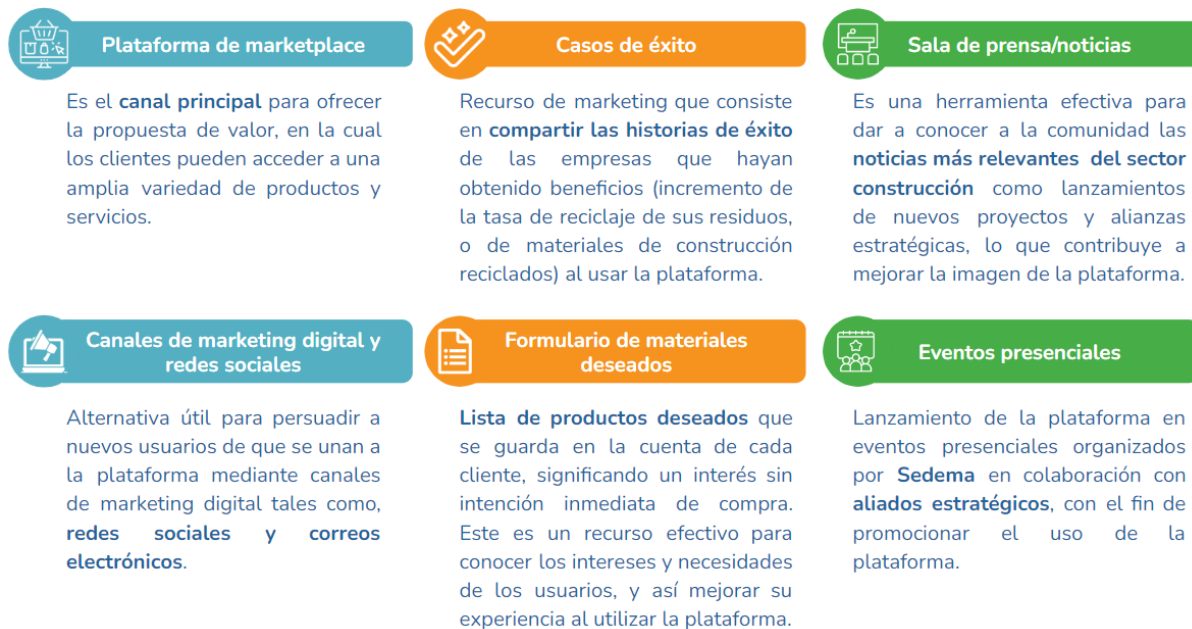 Plataforma de marketplace
Es el canal principal para ofrecer
la propuesta de valor, en la cual
los clientes pueden acceder a una
amplia variedad de productos y
servicios.
Casos de éxito
Recurso de marketing que consiste
en compartir las historias de éxito
de las empresas que hayan
obtenido beneficios (incremento de
la tasa de reciclaje de sus residuos,
o de materiales de construcción
reciclados) al usar la plataforma.
Sala de prensa/noticias
Es una herramienta efectiva para
dar a conocer a la comunidad las
noticias más relevantes del sector
construcción como lanzamientos
de nuevos proyectos y alianzas
estratégicas, lo que contribuye a
mejorar la imagen de la plataforma.
Canales de marketing digital y
redes sociales
Alternativa útil para persuadir a
nuevos usuarios de que se unan a
la plataforma mediante canales
de marketing digital tales como,
redes sociales y correos
electrónicos.
Formulario de materiales
deseados
Lista de productos deseados que
se guarda en la cuenta de cada
cliente, significando un interés sin
intención inmediata de compra.
Este es un recurso efectivo para
conocer los intereses y necesidades
de los usuarios, y así mejorar su
experiencia al utilizar la plataforma.
Eventos presenciales
Lanzamiento de la plataforma en
eventos presenciales organizados
por Sedema en colaboración con
aliados estratégicos, con el fin de
promocionar el uso de la
plataforma.